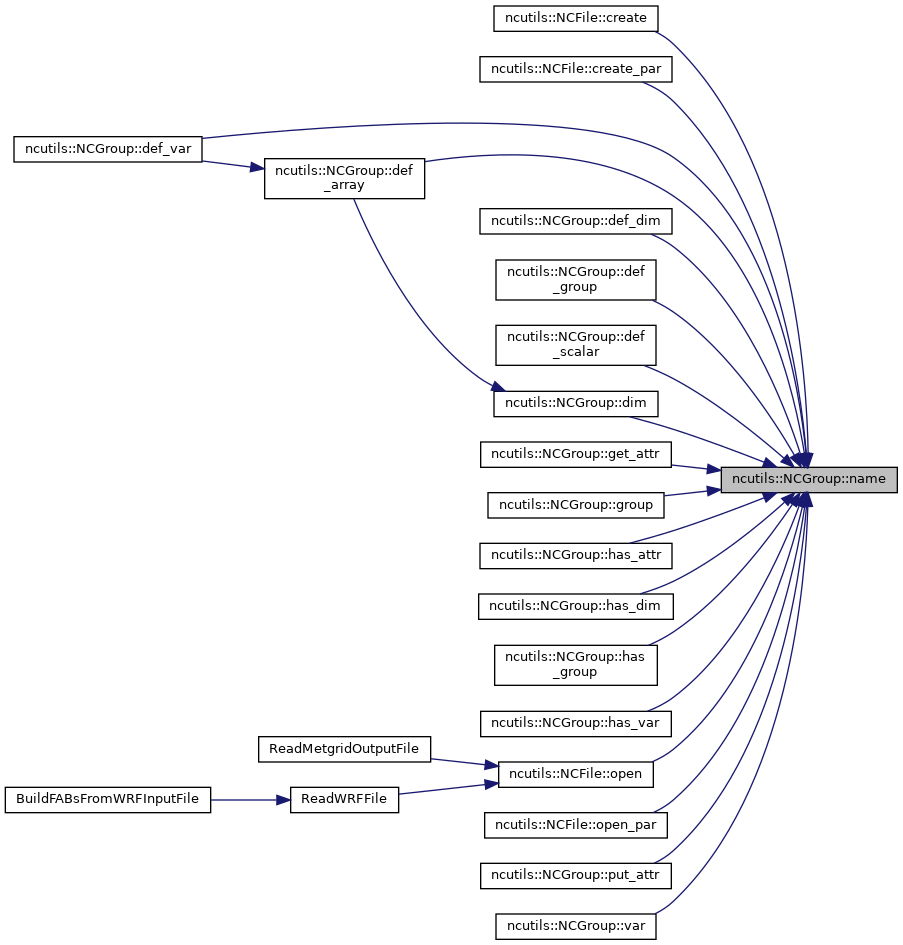 ncutils::NCFile::create
ncutils::NCFile::create_par
ncutils::NCGroup::def_var
ncutils::NCGroup::def
_array
ncutils::NCGroup::def_dim
ncutils::NCGroup::def
_group
ncutils::NCGroup::def
_scalar
ncutils::NCGroup::dim
ncutils::NCGroup::get_attr
ncutils::NCGroup::name
ncutils::NCGroup::group
ncutils::NCGroup::has_attr
ncutils::NCGroup::has_dim
ncutils::NCGroup::has
_group
ncutils::NCGroup::has_var
ReadMetgridOutputFile
ncutils::NCFile::open
BuildFABsFromWRFInputFile
ReadWRFFile
ncutils::NCFile::open_par
ncutils::NCGroup::put_attr
ncutils::NCGroup::var